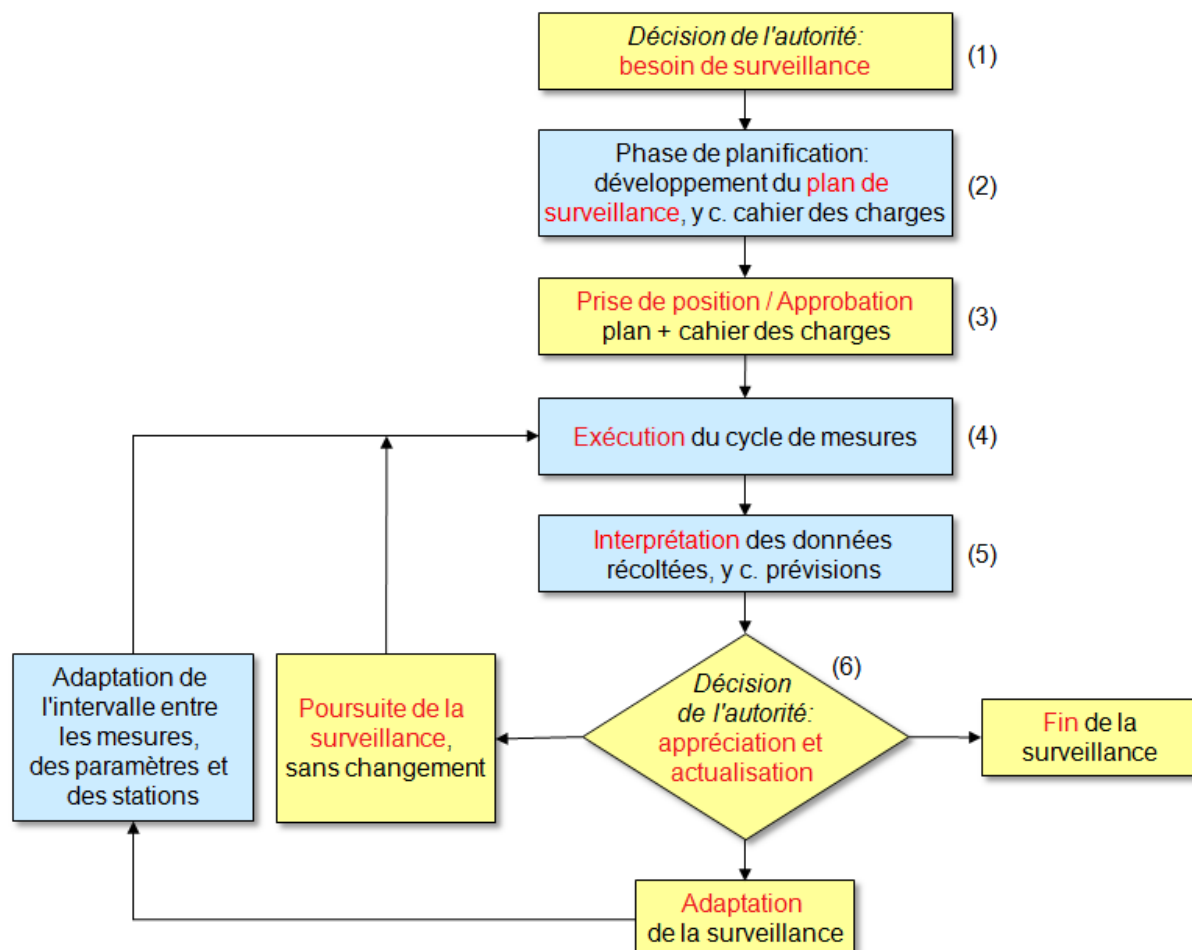 Décision de l'autorité:
besoin de surveillance
(1)
Phase de planification:
développement du plan de
surveillance, y c. cahier des charges
(2)
Prise de position / Approbation
plan + cahier des charges
(3)
Exécution du cycle de mesures
(4)
Interprétation des données
récoltées, y c. prévisions
(5)
Adaptation de
l'intervalle entre
les mesures,
des paramètres et
des stations
Poursuite de la
surveillance,
sans changement
(6)
Décision
de l'autorité:
appréciation et
actualisation
Fin de la
surveillance
Adaptation
de la surveillance